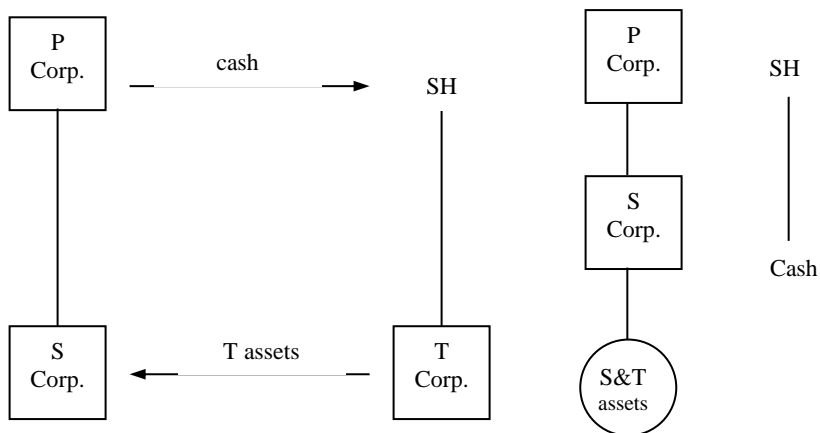 P
Corp.
cash
SH
S
Corp.
T assets
T
Corp.
P
Corp.
SH
S
Corp.
Cash
S&T
assets